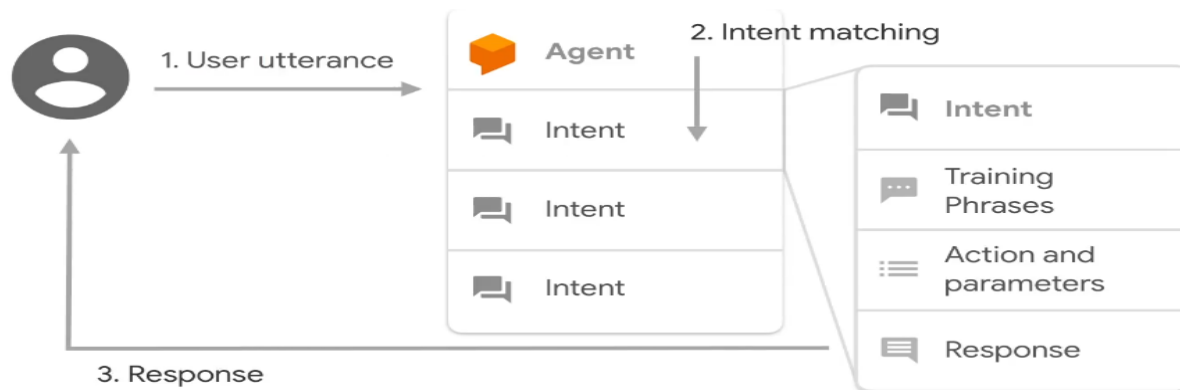 1. User utterance
Agent
2. Intent matching
Intent
Intent
Intent
Intent
Training
Phrases
Action and
parameters
Response
3. Response